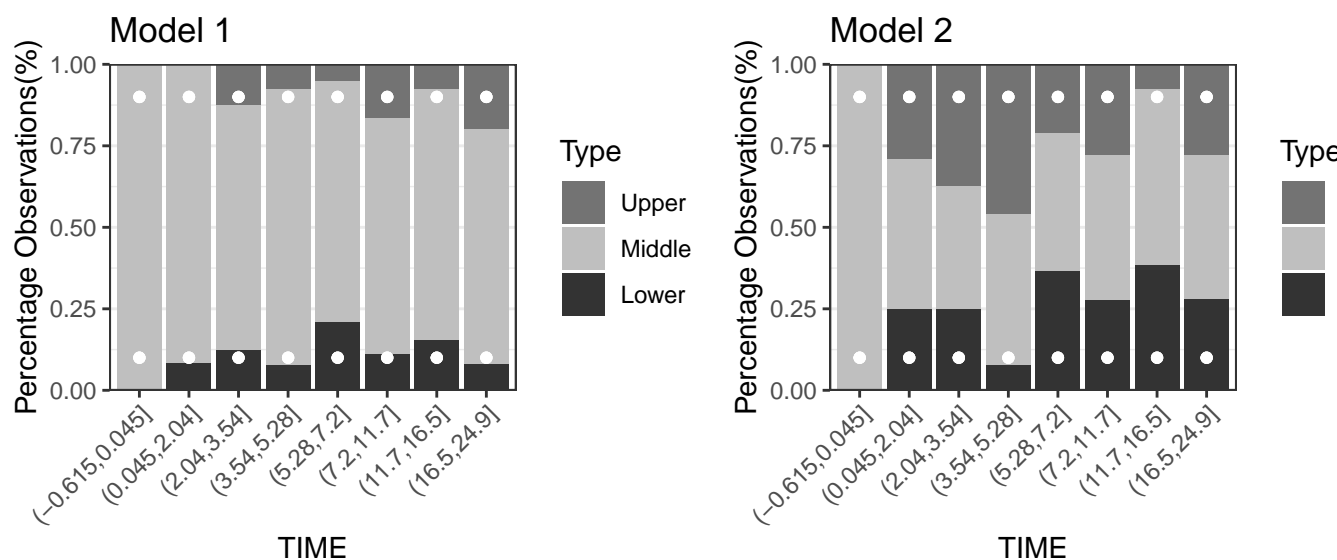 Model 1
Percentage Observations(%)
1.00
0.75
0.50
0.25
0.00
(−0.615,0.045]
(0.045,2.04]
(2.04,3.54]
(3.54,5.28]
(5.28,7.2]
(7.2,11.7]
(11.7,16.5]
(16.5,24.9]
TIME
Type
Upper
Middle
Lower
Model 2
Percentage Observations(%)
1.00
0.75
0.50
0.25
0.00
(−0.615,0.045]
(0.045,2.04]
(2.04,3.54]
(3.54,5.28]
(5.28,7.2]
(7.2,11.7]
(11.7,16.5]
(16.5,24.9]
TIME
Type